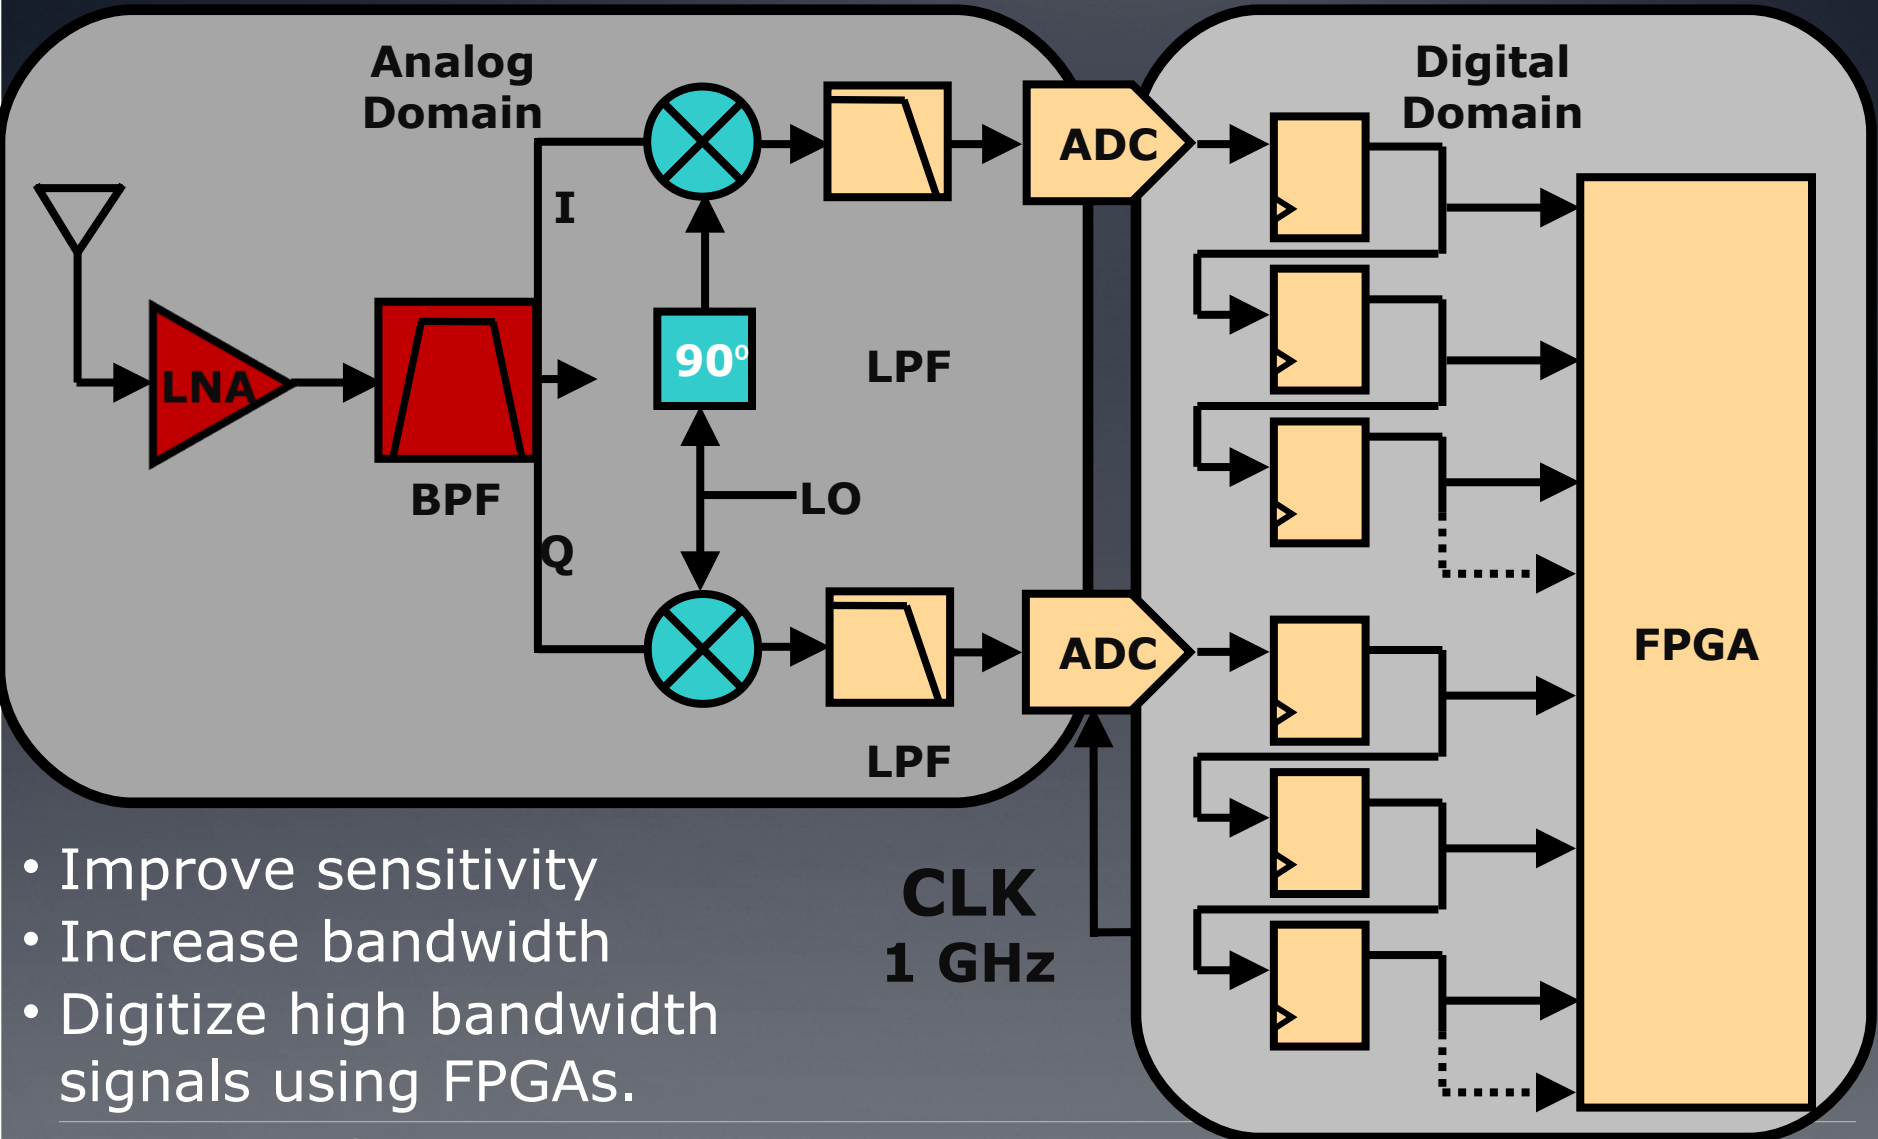 Analog
Domain
Digital
Domain
ADC
I
LNA
90°
LPF
BPF
LO
Q
ADC
FPGA
LPF
CLK
1 GHz
• Improve sensitivity
• Increase bandwidth
• Digitize high bandwidth
signals using FPGAs.